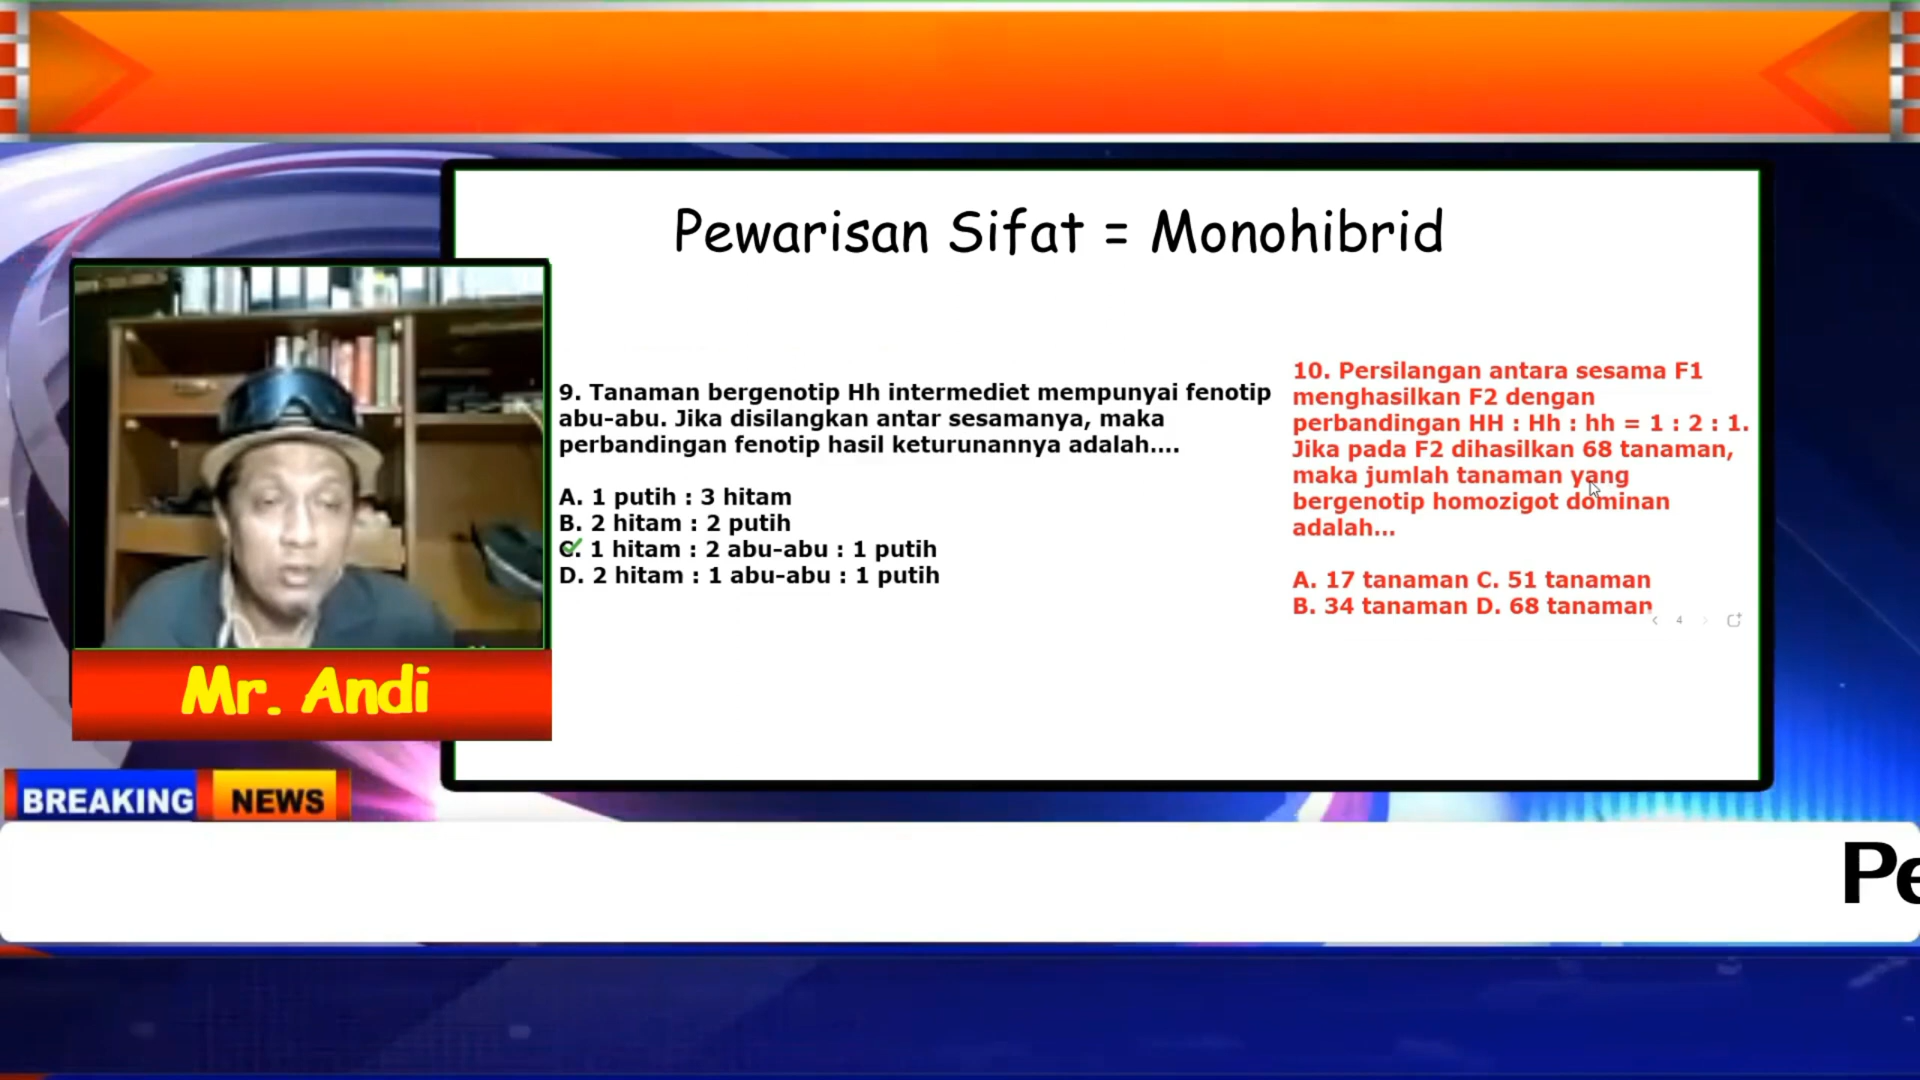 Pewarisan Sifat = Monohibrid
9. Tanaman bergenotip Hh intermediet mempunyai fenotip
abu-abu. Jika disilangkan antar sesamanya, maka
perbandingan fenotip hasil keturunannya adalah....
A. 1 putih : 3 hitam
B. 2 hitam : 2 putih
C. 1 hitam : 2 abu-abu : 1 putih
D. 2 hitam : 1 abu-abu : 1 putih
10. Persilangan antara sesama F1
menghasilkan F2 dengan
perbandingan HH : Hh : hh = 1 : 2 : 1.
Jika pada F2 dihasilkan 68 tanaman,
maka jumlah tanaman yang
bergenotip homozigot dominan
adalah...
A. 17 tanaman C. 51 tanaman
B. 34 tanaman D. 68 tanaman
4
Mr. Andi
BREAKING NEWS
Pe